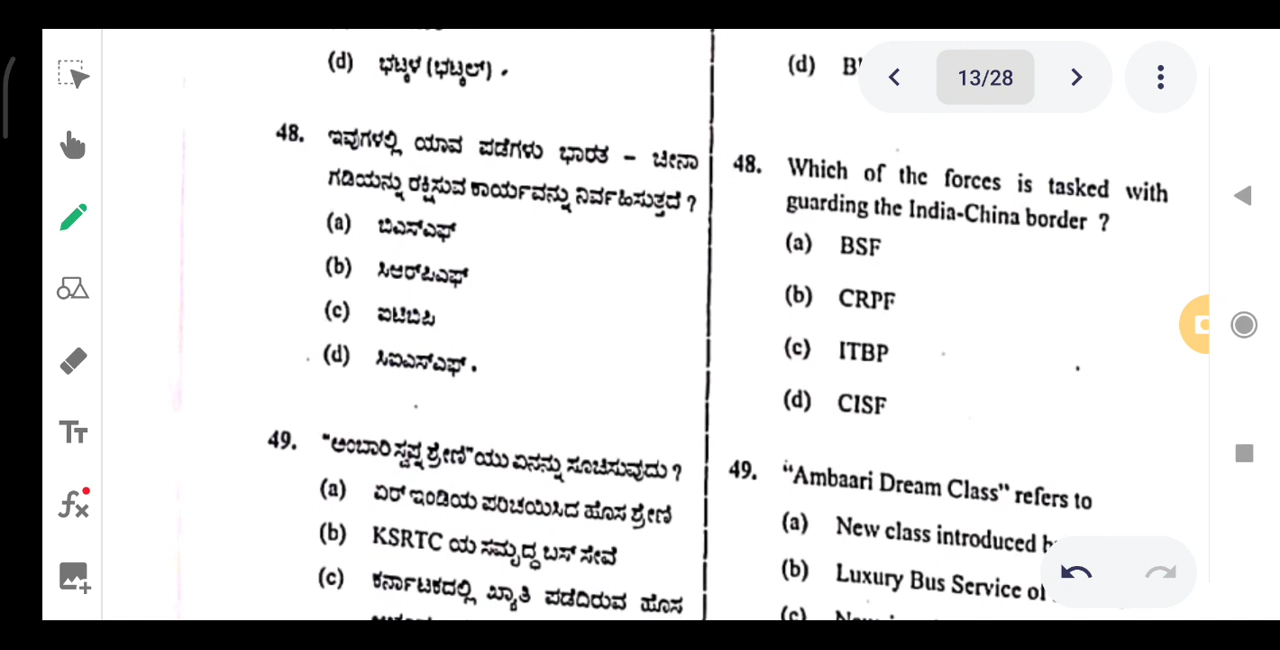 (d) ಭಟ್ಕಳ (ಭಟ್ಕಲ್) .
48. ಇವುಗಳಲ್ಲಿ ಯಾವ ಪಡೆಗಳು ಭಾರತ – ಚೀನಾ
ಗಡಿಯನ್ನು ರಕ್ಷಿಸುವ ಕಾರ್ಯವನ್ನು ನಿರ್ವಹಿಸುತ್ತದೆ ?
(a) ಬಿಎಸ್ಎಫ್
(b) ಸಿಆರ್‌ಪಿಎಫ್
(c) ಐಟಿಬಿಪಿ
(d) ಸಿಐಎಸ್ಎಫ್ .
49. "ಅಂಬಾರಿ ಸ್ವಪ್ನ ಶ್ರೇಣಿ"ಯು ಏನನ್ನು ಸೂಚಿಸುವುದು ?
(a) ಏರ್ ಇಂಡಿಯ ಪರಿಚಯಿಸಿದ ಹೊಸ ಶ್ರೇಣಿ
(b) KSRTC ಯ ಸಮೃದ್ಧ ಬಸ್ ಸೇವೆ
(c) ಕರ್ನಾಟಕದಲ್ಲಿ ಖ್ಯಾತಿ ಪಡೆದಿರುವ ಹೊಸ
(d)
13/28
48. Which of the forces is tasked with
guarding the India-China border ?
(a) BSF
(b) CRPF
(c) ITBP
(d) CISF
49. “Ambaari Dream Class” refers to
(a) New class introduced
(b) Luxury Bus Service
(c)
Tт
fx